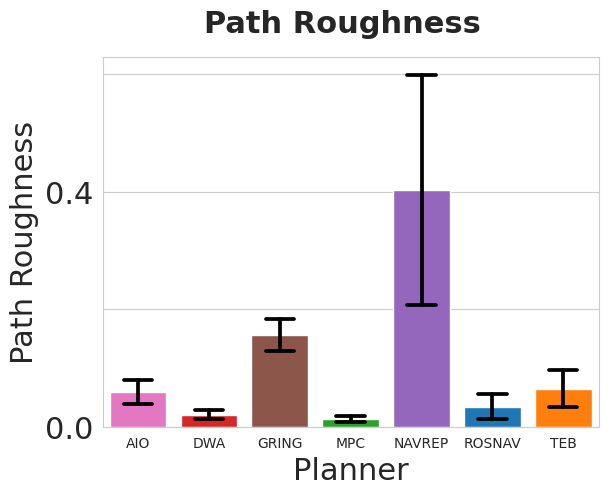 Path Roughness
Path Roughness
0.4
0.0
AIO DWA GRING MPC NAVREP ROSNAV TEB
Planner